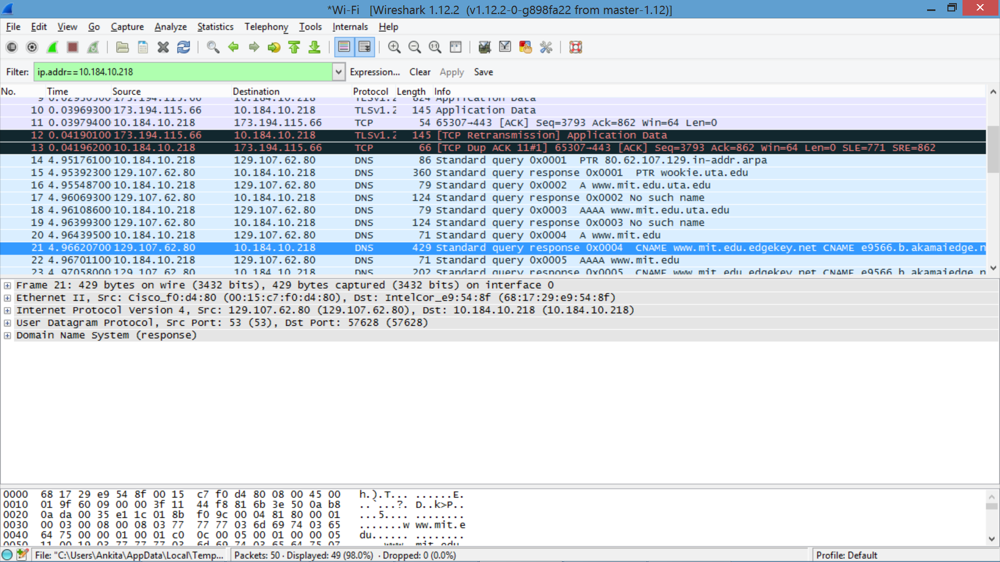 *Wi-Fi [Wireshark 1.12.2 (v1.12.2-0-g898fa22 from master-1.12)]
File Edit View Go Capture Analyze Statistics Telephony Tools Internals Help
Filter: ip.addr==10.184.10.218 Expression... Clear Apply Save
No. Time Source Destination Protocol Length Info
9 0.02930300 173.194.115.66 10.184.10.218 TLSv1.2 824 Application Data
10 0.03969300 173.194.115.66 10.184.10.218 TLSv1.2 145 Application Data
11 0.03979400 10.184.10.218 173.194.115.66 TCP 54 65307→443 [ACK] Seq=3793 Ack=862 Win=64 Len=0
12 0.04190100 173.194.115.66 10.184.10.218 TLSv1.2 145 [TCP Retransmission] Application Data
13 0.04196200 10.184.10.218 173.194.115.66 TCP 66 [TCP Dup ACK 11#1] 65307→443 [ACK] Seq=3793 Ack=862 Win=64 Len=0 SLE=771 SRE=862
14 4.95176100 10.184.10.218 129.107.62.80 DNS 86 Standard query 0x0001 PTR 80.62.107.129.in-addr.arpa
15 4.95392300 129.107.62.80 10.184.10.218 DNS 360 Standard query response 0x0001 PTR wookie.uta.edu
16 4.95548700 10.184.10.218 129.107.62.80 DNS 79 Standard query 0x0002 A www.mit.edu.uta.edu
17 4.96069300 129.107.62.80 10.184.10.218 DNS 124 Standard query response 0x0002 No such name
18 4.96108600 10.184.10.218 129.107.62.80 DNS 79 Standard query 0x0003 AAAA www.mit.edu.uta.edu
19 4.96399300 129.107.62.80 10.184.10.218 DNS 124 Standard query response 0x0003 No such name
20 4.96439500 10.184.10.218 129.107.62.80 DNS 71 Standard query 0x0004 A www.mit.edu
21 4.96620700 129.107.62.80 10.184.10.218 DNS 429 Standard query response 0x0004 CNAME www.mit.edu.edgekey.net CNAME e9566.b.akamaiedge.n
22 4.96701100 10.184.10.218 129.107.62.80 DNS 71 Standard query 0x0005 AAAA www.mit.edu
23 4.97058000 129.107.62.80 10.184.10.218 DNS 202 Standard query response 0x0005 CNAME www.mit.edu.edgekey.net CNAME e9566.b.akamaiedge.n
Frame 21: 429 bytes on wire (3432 bits), 429 bytes captured (3432 bits) on interface 0
Ethernet II, Src: Cisco_f0:d4:80 (00:15:c7:f0:d4:80), Dst: IntelCor_e9:54:8f (68:17:29:e9:54:8f)
Internet Protocol Version 4, Src: 129.107.62.80 (129.107.62.80), Dst: 10.184.10.218 (10.184.10.218)
User Datagram Protocol, Src Port: 53 (53), Dst Port: 57628 (57628)
Domain Name System (response)
0000 68 17 29 e9 54 8f 00 15 c7 f0 d4 80 08 00 45 00 h.).T... ......E.
0010 01 9f 60 09 00 00 3f 11 44 f8 81 6b 3e 50 0a b8 ..`...?. D..k>P..
0020 0a da 00 35 e1 1c 01 8b f0 9c 00 04 81 80 00 01 ...5.... ........
0030 00 03 00 08 00 08 03 77 77 77 03 6d 69 74 03 65 .......w ww.mit.e
0040 64 75 00 00 01 00 01 c0 0c 00 05 00 01 00 00 05 du...... ........
0050 11 00 19 03 77 77 77 03 6d 69 74 03 65 64 75 07 ....www. mit.edu.
File: "C:\Users\Ankita\AppData\Local\Temp... Packets: 50 · Displayed: 49 (98.0%) · Dropped: 0 (0.0%) Profile: Default